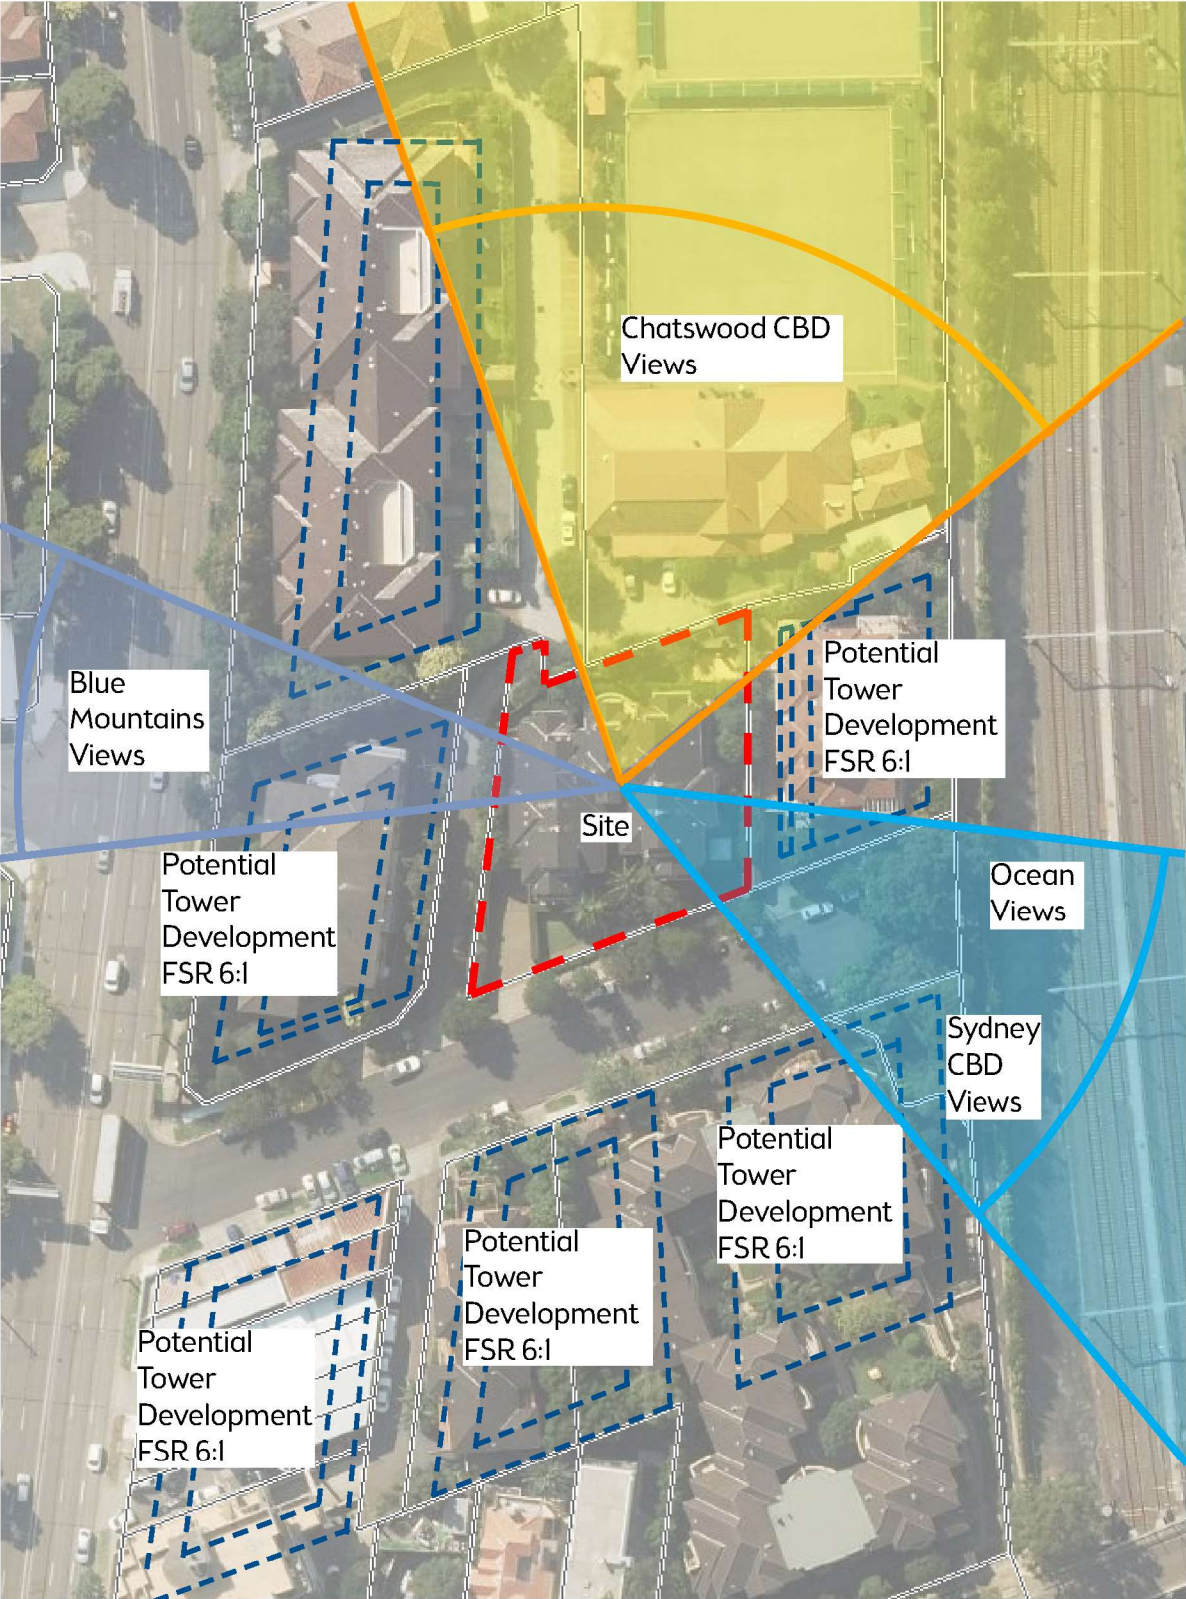 Chatswood CBD
Views
Potential
Tower
Development
FSR 6:1
Blue
Mountains
Views
Site
Potential
Tower
Development
FSR 6:1
Ocean
Views
Sydney
CBD
Views
Potential
Tower
Development
FSR 6:1
Potential
Tower
Development
FSR 6:1
Potential
Tower
Development
FSR 6:1